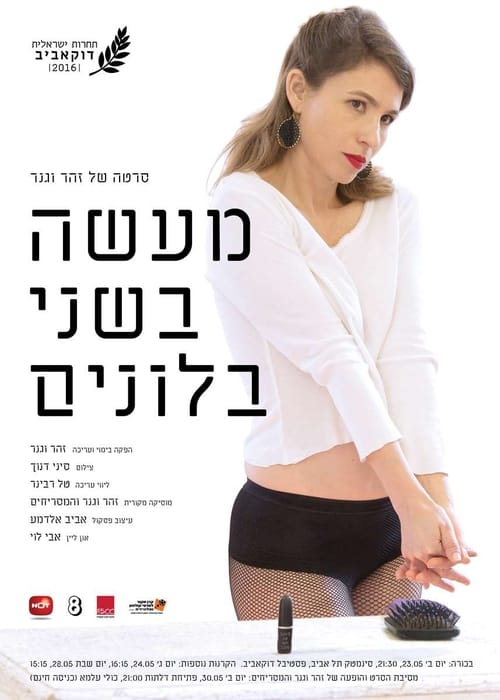 תחרות ישראלית
דוקאביב
|2016|
סרטה של זהר וגנר
מעשה
בשני
בלונים
הפקה בימוי ועריכה זהר וגנר
צילום סיני דנוך
ליווי עריכה טל רבינר
מוסיקה מקורית זהר וגנר והמסריחים
עיצוב פסקול אביב אלדמע
און ליין אבי לוי
HOT 8
בכורה: יום ב׳ 23.05, 21:30, סינמטק תל אביב, פסטיבל דוקאביב. הקרנות נוספות: יום ג׳ 24.05, 16:15, יום שבת 28.05, 15:15
מסיבת הסרט והופעה של זהר וגנר והמסריחים: יום ב׳ 30.05, פתיחת דלתות 21:00, כולי עלמא (כניסה חינם)